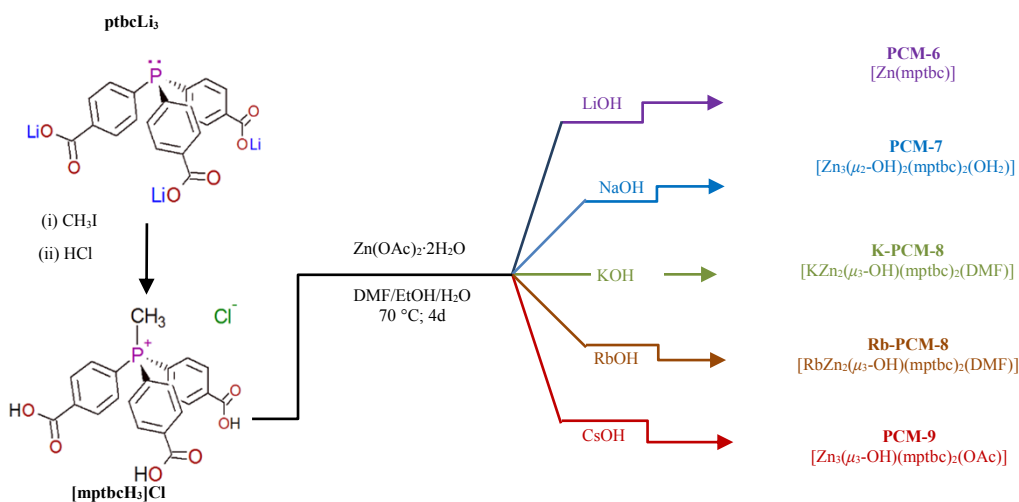 ptbcLi₃
P
LiO
O
O
OLi
LiO
O
(i) CH₃I
(ii) HCl
CH₃
Cl⁻
P⁺
HO
O
O
OH
HO
O
[mptbcH₃]Cl
Zn(OAc)₂·2H₂O
DMF/EtOH/H₂O
70 °C; 4d
LiOH
NaOH
KOH
RbOH
CsOH
PCM-6
[Zn(mptbc)]
PCM-7
[Zn₃(μ₂-OH)₂(mptbc)₂(OH₂)]
K-PCM-8
[KZn₂(μ₃-OH)(mptbc)₂(DMF)]
Rb-PCM-8
[RbZn₂(μ₃-OH)(mptbc)₂(DMF)]
PCM-9
[Zn₃(μ₃-OH)(mptbc)₂(OAc)]